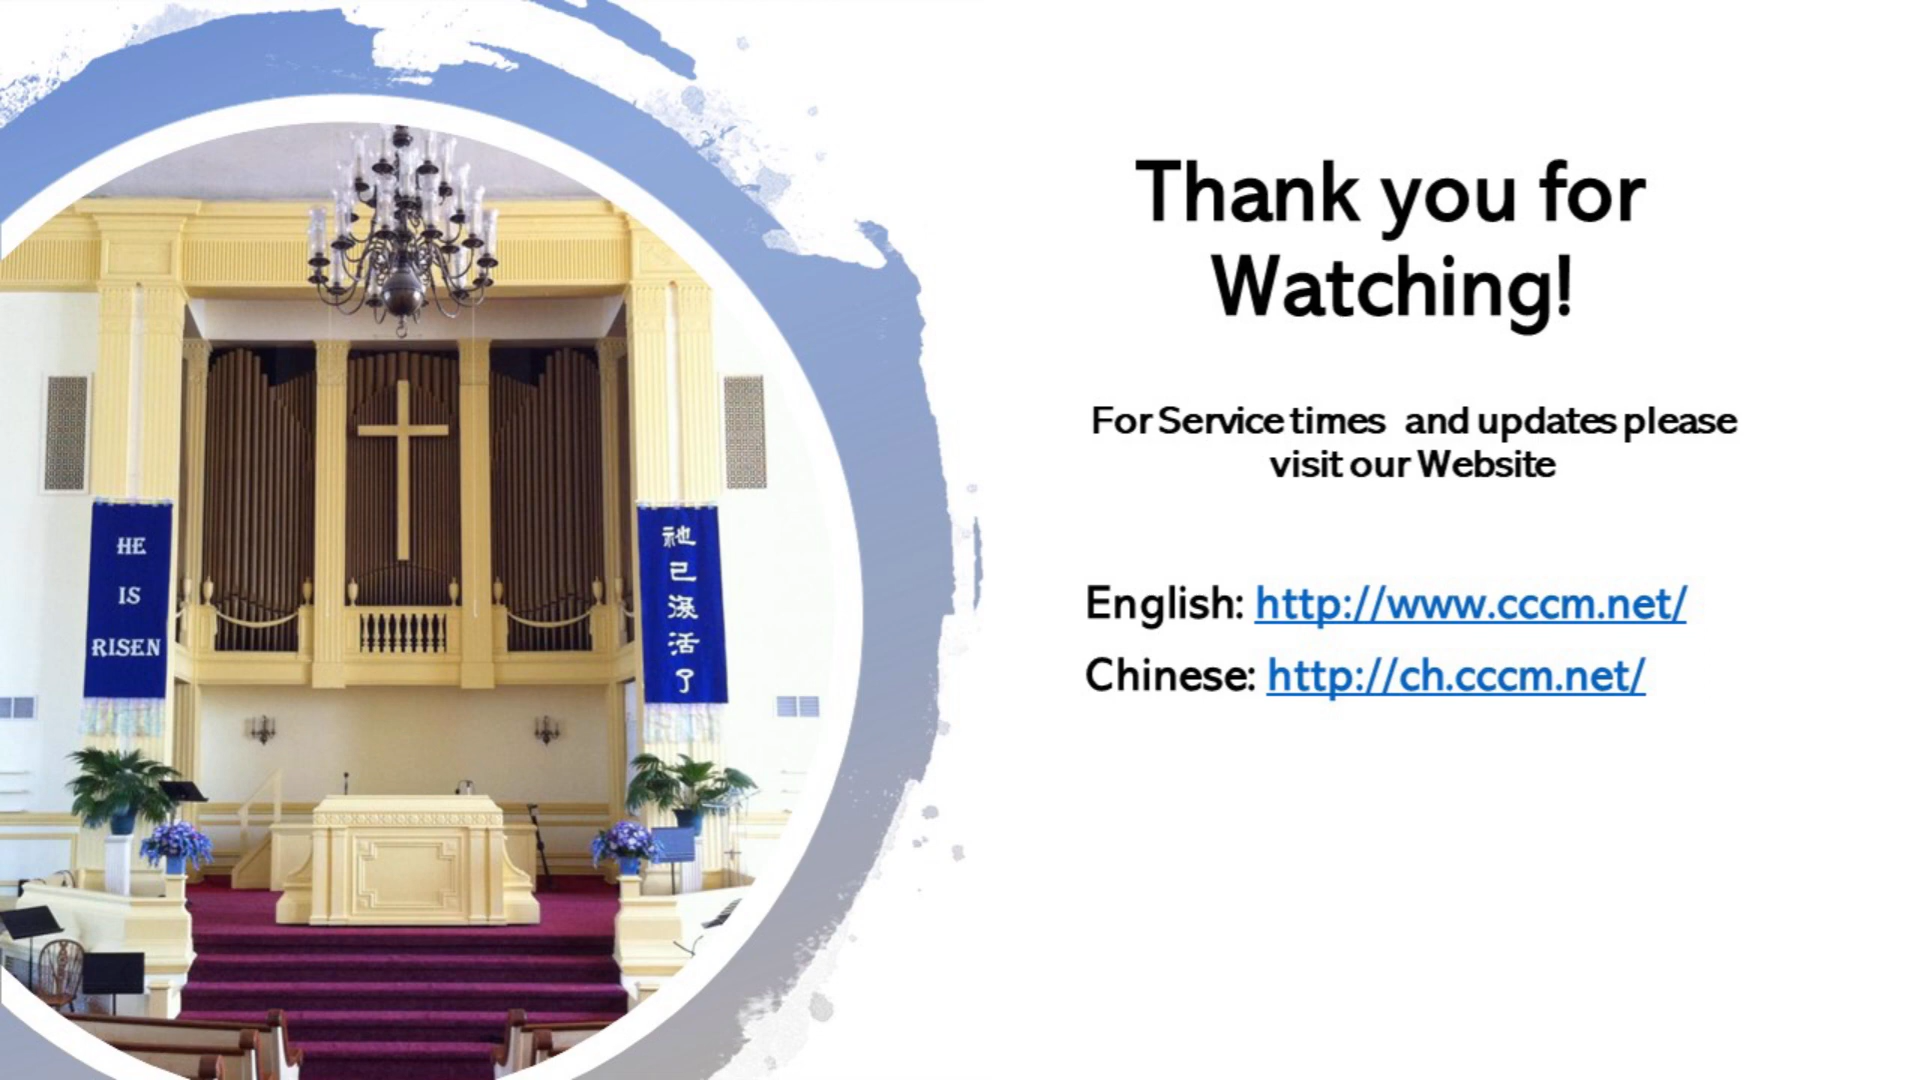 HE
IS
RISEN
祂
已
復
活
了
Thank you for
Watching!
For Service times and updates please
visit our Website
English: http://www.cccm.net/
Chinese: http://ch.cccm.net/